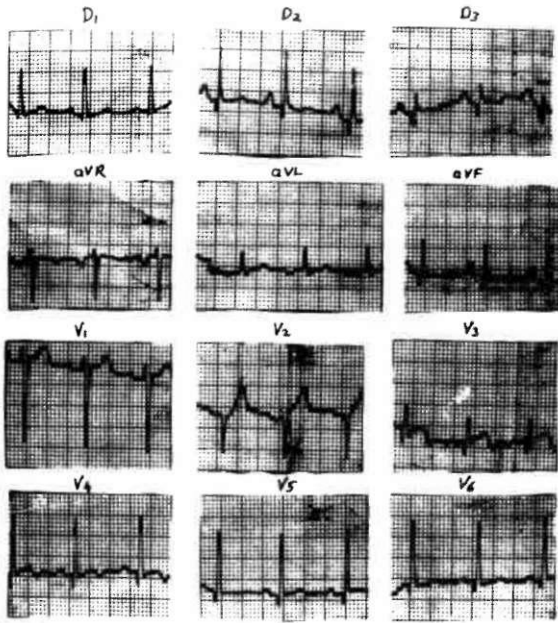 D₁ D₂ D₃
aVR aVL aVF
V₁ V₂ V₃
V₄ V₅ V₆